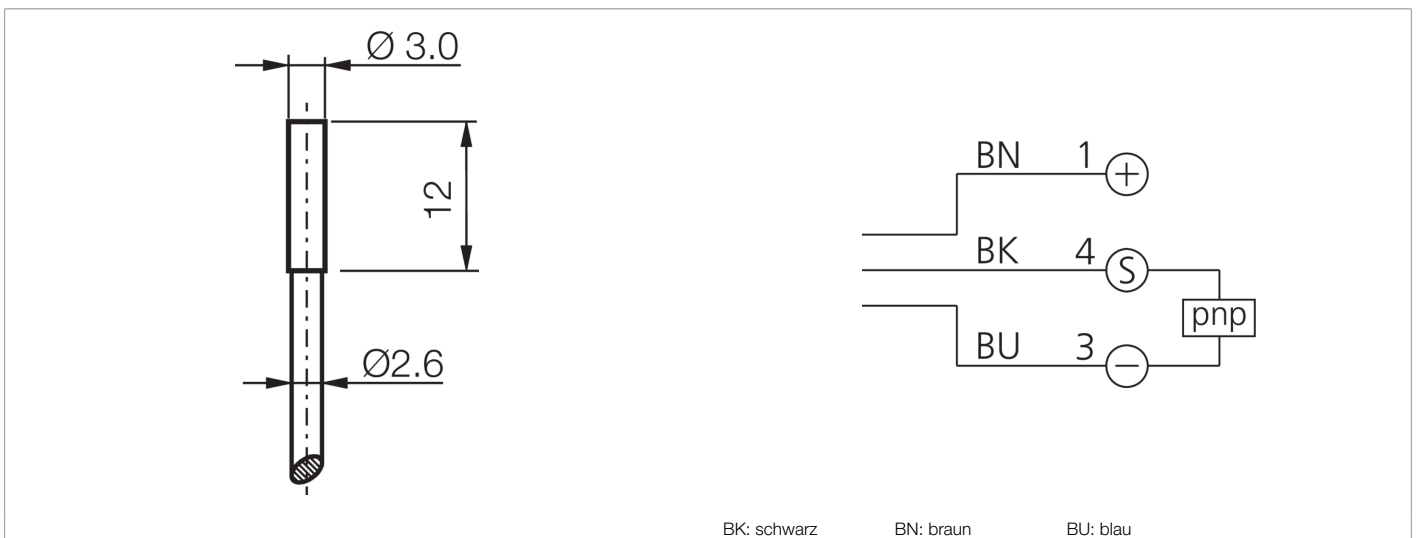 Ø 3.0
12
Ø2.6
BN 1 +
BK 4 S
pnp
BU 3 −
BK: schwarz BN: braun BU: blau